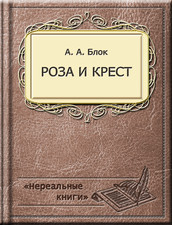 А. А. Блок
РОЗА И КРЕСТ
«Нереальные
книги»